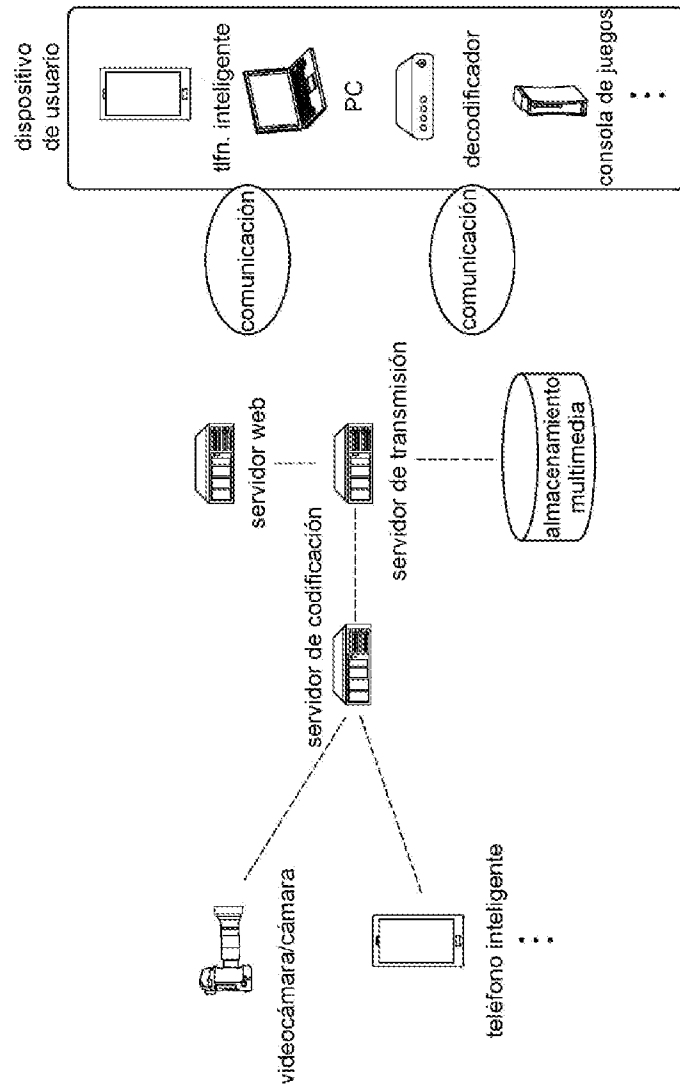 dispositivo
de usuario
tlfn. inteligente
PC
decodificador
consola de juegos
comunicación
comunicación
servidor web
servidor de transmisión
almacenamiento
multimedia
servidor de codificación
videocámara/cámara
teléfono inteligente